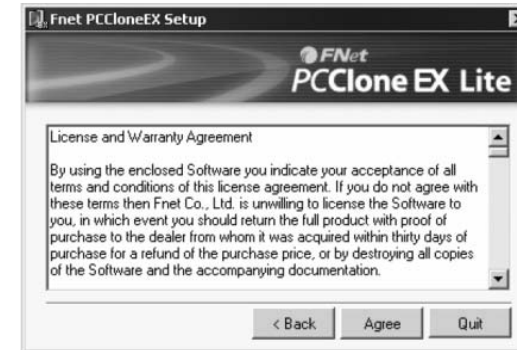 Fnet PCCloneEX Setup
FNet
PCClone EX Lite
License and Warranty Agreement
By using the enclosed Software you indicate your acceptance of all
terms and conditions of this license agreement. If you do not agree with
these terms then Fnet Co., Ltd. is unwilling to license the Software to
you, in which event you should return the full product with proof of
purchase to the dealer from whom it was acquired within thirty days of
purchase for a refund of the purchase price, or by destroying all copies
of the Software and the accompanying documentation.
< Back
Agree
Quit